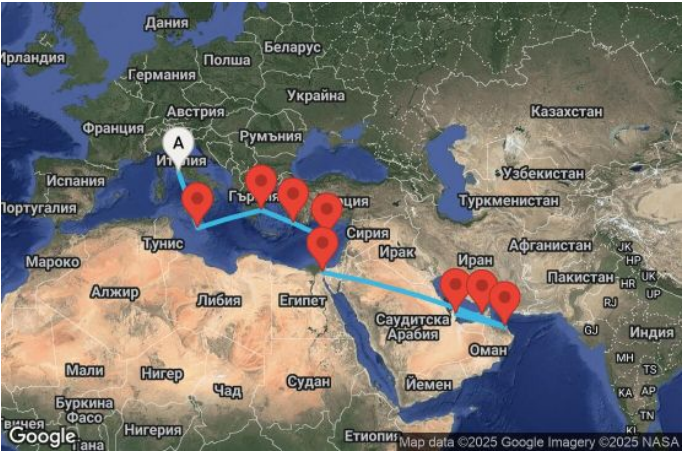 Дания
Ирландия
Беларус
Полша
Германия
Украйна
Австрия
Казахстан
Франция
Румъния
A
Италия
Испания
Узбекистан
Португалия
Туркменистан
Сирия
Тунис
Афганистан
JK
HP
Ирак
Иран
Мароко
Пакистан
UK
HR
UP
Алжир
Либия
Египет
RJ
Саудитска
Арабия
GJ
Индия
Оман
MH
Мали
Нигер
Судан
TS
Чад
Йемен
KA
AP
Буркина
Фасо
TN
Нигерия
Google
Гана
Етиопия
Map data ©2025 Google Imagery ©2025 NASA